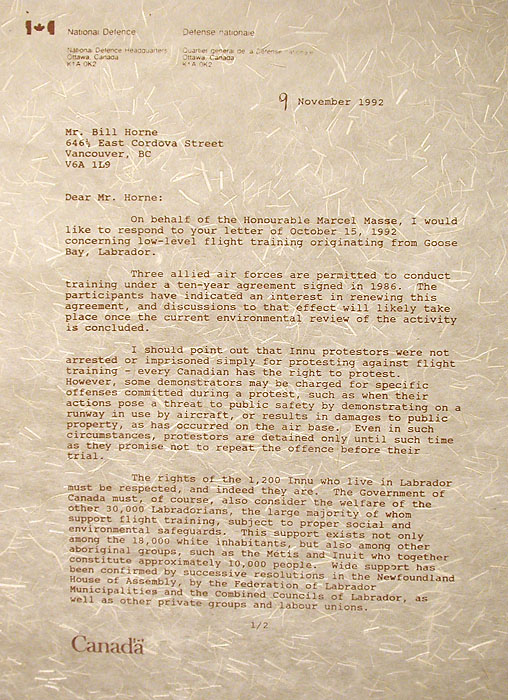 National Defence
Défense nationale
National Defence Headquarters
Ottawa, Canada
K1A 0K2
Quartier général de la Défense nationale
Ottawa, Canada
K1A 0K2
9 November 1992
Mr. Bill Horne
646½ East Cordova Street
Vancouver, BC
V6A 1L9
Dear Mr. Horne:
On behalf of the Honourable Marcel Masse, I would
like to respond to your letter of October 15, 1992
concerning low-level flight training originating from Goose
Bay, Labrador.
Three allied air forces are permitted to conduct
training under a ten-year agreement signed in 1986. The
participants have indicated an interest in renewing this
agreement, and discussions to that effect will likely take
place once the current environmental review of the activity
is concluded.
I should point out that Innu protestors were not
arrested or imprisoned simply for protesting against flight
training - every Canadian has the right to protest.
However, some demonstrators may be charged for specific
offenses committed during a protest, such as when their
actions pose a threat to public safety by demonstrating on a
runway in use by aircraft, or results in damages to public
property, as has occurred on the air base. Even in such
circumstances, protestors are detained only until such time
as they promise not to repeat the offence before their
trial.
The rights of the 1,200 Innu who live in Labrador
must be respected, and indeed they are. The Government of
Canada must, of course, also consider the welfare of the
other 30,000 Labradorians, the large majority of whom
support flight training, subject to proper social and
environmental safeguards. This support exists not only
among the 18,000 white inhabitants, but also among other
aboriginal groups, such as the Metis and Inuit who together
constitute approximately 10,000 people. Wide support has
been confirmed by successive resolutions in the Newfoundland
House of Assembly, by the Federation of Labrador
Municipalities and the Combined Councils of Labrador, as
well as other private groups and labour unions.
1/2
Canada